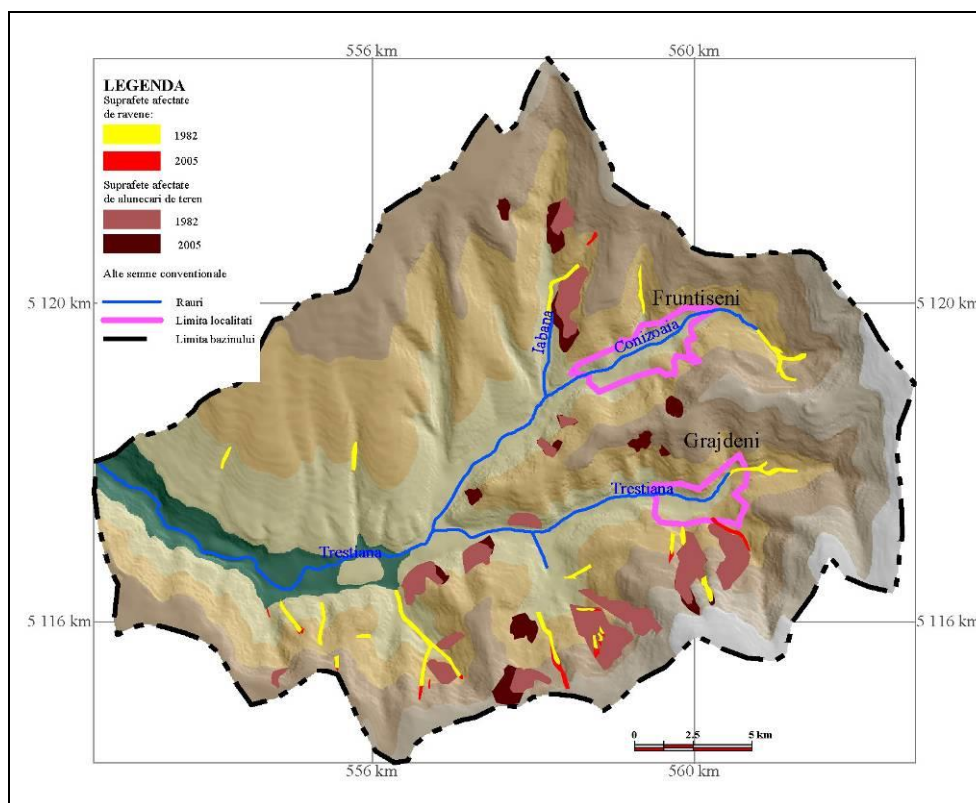 556 km
560 km
LEGENDA
Suprafete afectate
de ravene:
1982
2005
Suprafete afectate
de alunecari de teren
1982
2005
Alte semne conventionale
Rauri
Limita localitati
Limita bazinului
5 120 km
5 120 km
Fruntiseni
Conizoaia
Iabana
Grajdeni
Trestiana
Trestiana
5 116 km
5 116 km
0 2.5 5 km
556 km
560 km